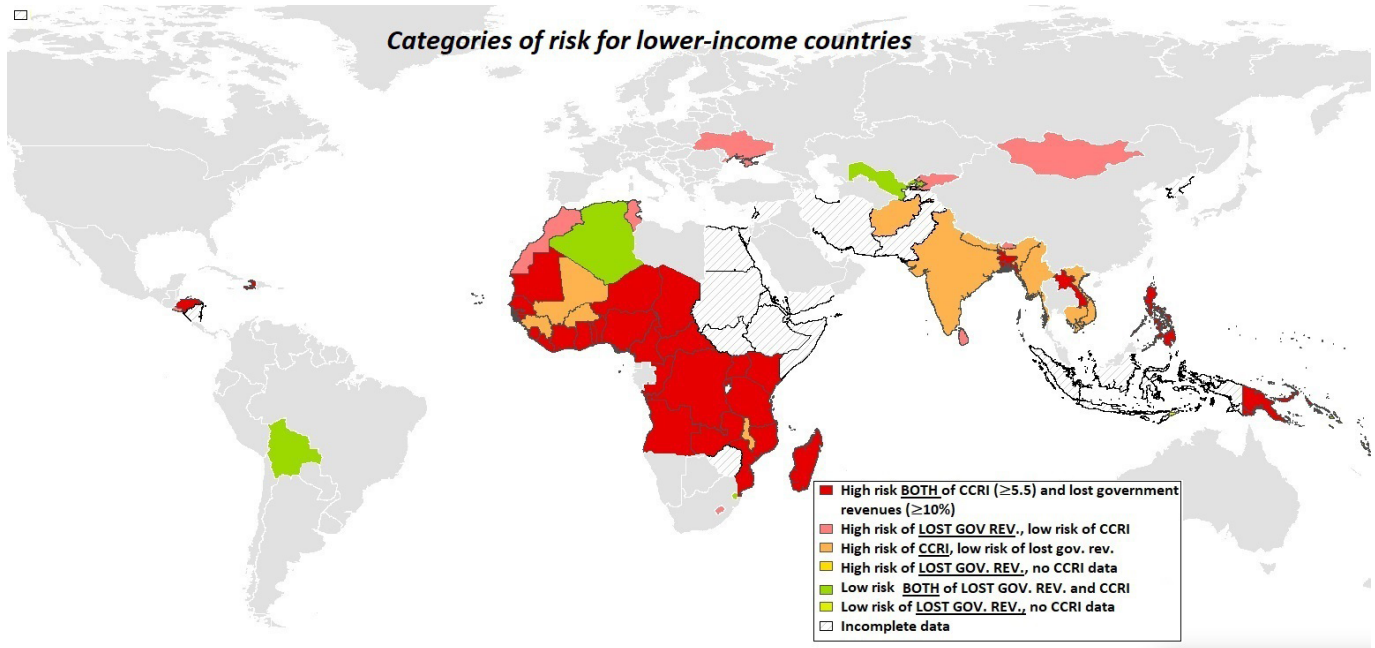 Categories of risk for lower-income countries
High risk BOTH of CCRI (≥5.5) and lost government
revenues (≥10%)
High risk of LOST GOV REV., low risk of CCRI
High risk of CCRI, low risk of lost gov. rev.
High risk of LOST GOV. REV., no CCRI data
Low risk BOTH of LOST GOV. REV. and CCRI
Low risk of LOST GOV. REV., no CCRI data
Incomplete data